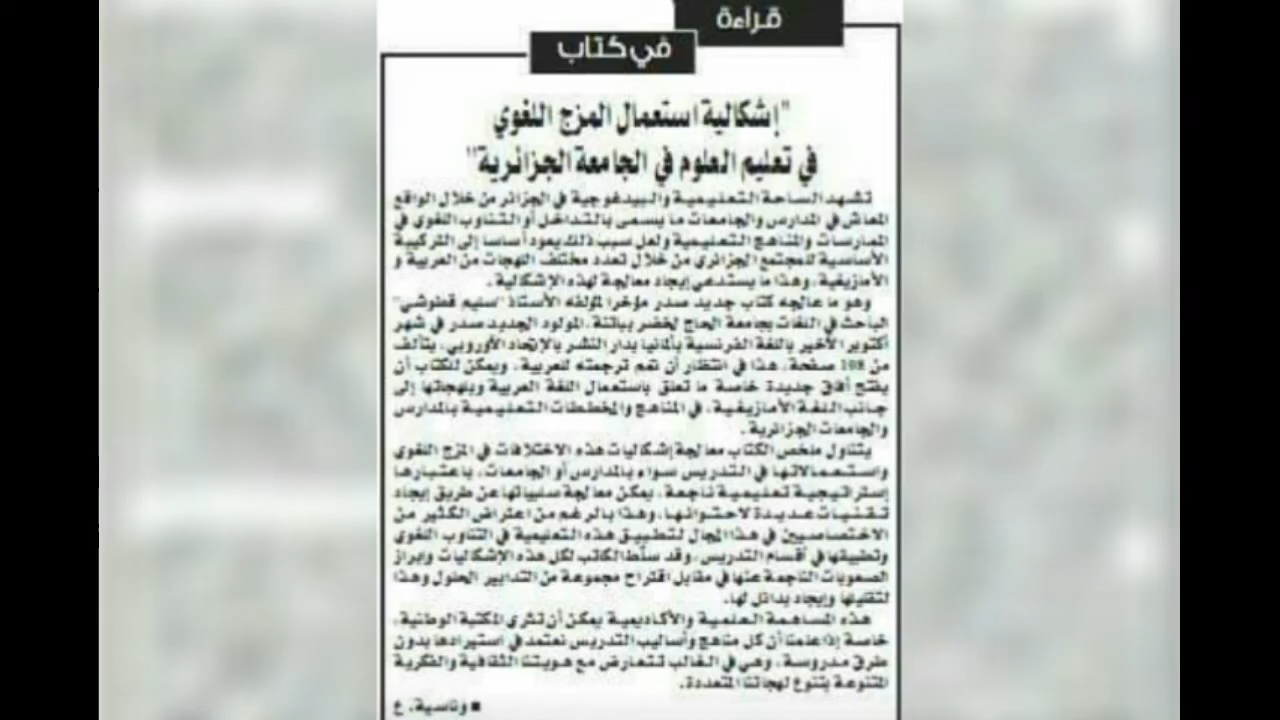 قراءة
في كتاب
"إشكالية استعمال المزج اللغوي
في تعليم العلوم في الجامعة الجزائرية"
تشهد الساحة التعليمية والبيدغوجية في الجزائر من خلال الواقع
المعاش في المدارس والجامعات ما يسمى بالتداخل أو التناوب اللغوي في
الممارسات والمناهج التعليمية ولعل سبب ذلك يعود أساسا إلى التركيبة
الأساسية للمجتمع الجزائري من خلال تعدد مختلف اللهجات من العربية و
الأمازيغية، وهذا ما يستدعي إيجاد معالجة لهذه الإشكالية.
وهو ما عالجه كتاب جديد صدر مؤخرا لمؤلفه الأستاذ "سليم قطوشي"
الباحث في اللغات بجامعة الحاج لخضر بباتنة، المولود الجديد صدر في شهر
أكتوبر الأخير باللغة الفرنسية بألمانيا بدار النشر بالإتحاد الأوروبي، يتألف
من 108 صفحة، هذا في انتظار أن تتم ترجمته للعربية، ويمكن للكتاب أن
يفتح آفاق جديدة خاصة ما تعلق باستعمال اللغة العربية وبلهجاتها إلى
جانب اللغة الأمازيغية، في المناهج والمخططات التعليمية بالمدارس
والجامعات الجزائرية.
يتناول ملخص الكتاب معالجة إشكاليات هذه الاختلافات في المزج اللغوي
واستعمالاتها في التدريس سواء بالمدارس أو الجامعات، باعتبارها
إستراتيجية تعليمية ناجعة، يمكن معالجة سلبياتها عن طريق إيجاد
تقنيات عديدة لاحتوائها، وهذا بالرغم من اعتراض الكثير من
الاختصاصيين في هذا المجال لتطبيق هذه التعليمية في التناوب اللغوي
وتطبيقها في أقسام التدريس، وقد سلّط الكاتب لكل هذه الإشكاليات وإبراز
الصعوبات الناجمة عنها في مقابل اقتراح مجموعة من التدابير الحلول وهذا
لتقليلها وإيجاد بدائل لها.
هذه المساهمة العلمية والأكاديمية يمكن أن تثري المكتبة الوطنية،
خاصة إذا علمنا أن كل مناهج وأساليب التدريس نعتمد في استيرادها بدون
طرق مدروسة، وهي في الغالب تتعارض مع هويتنا الثقافية والفكرية
المتنوعة بتنوع لهجاتنا المتعددة.
■ وناسية. ع